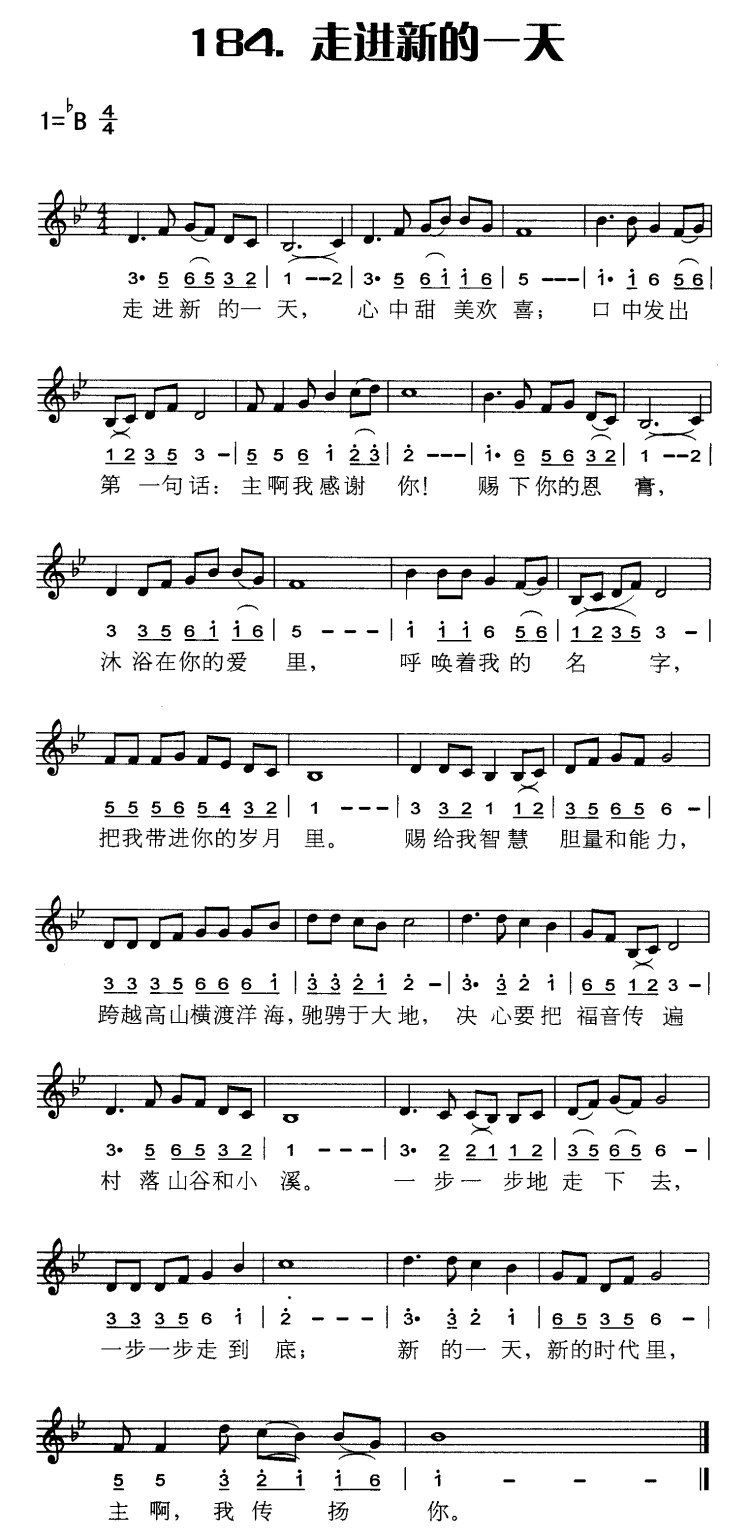 184. 走进新的一天
1=♭B 4/4
3· 5 6 5 3 2 | 1 - - 2 | 3· 5 6 i̇ i̇ 6 | 5 - - - | i̇· i̇ 6 5 6 |
走进新的一天， 心中甜美欢喜； 口中发出
1 2 3 5 3 - | 5 5 6 i̇ 2̇ 3̇ | 2̇ - - - | i̇· 6 5 6 3 2 | 1 - - 2 |
第一句话：主啊我感谢你！ 赐下你的恩膏，
3 3 5 6 i̇ i̇ 6 | 5 - - - | i̇ i̇ i̇ 6 5 6 | 1 2 3 5 3 - |
沐浴在你的爱里， 呼唤着我的名字，
5 5 5 6 5 4 3 2 | 1 - - - | 3 3 2 1 1 2 | 3 5 6 5 6 - |
把我带进你的岁月里。 赐给我智慧 胆量和能力，
3 3 3 5 6 6 6 i̇ | 3̇ 3̇ 2̇ i̇ 2̇ - | 3̇· 3̇ 2̇ i̇ | 6 5 1 2 3 - |
跨越高山横渡洋海，驰骋于大地， 决心要把福音传遍
3· 5 6 5 3 2 | 1 - - - | 3· 2 2 1 1 2 | 3 5 6 5 6 - |
村落山谷和小溪。 一步一步地走下去，
3 3 3 5 6 i̇ | 2̇ - - - | 3̇· 3̇ 2̇ i̇ | 6 5 3 5 6 - |
一步一步走到底； 新的一天，新的时代里，
5 5 3̇ 2̇ i̇ i̇ 6 | i̇ - - - ‖
主啊，我传扬你。